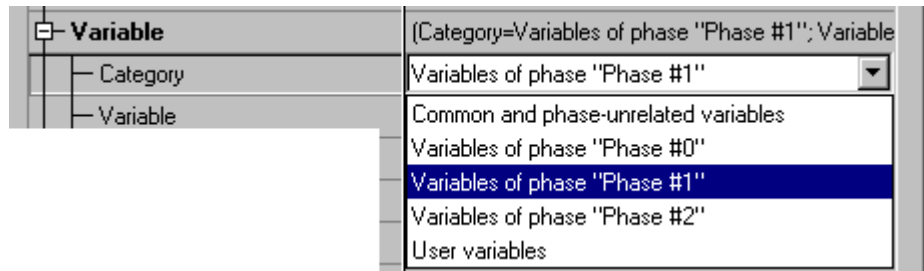 Variable (Category=Variables of phase "Phase #1"; Variable
Category Variables of phase "Phase #1"
Variable Common and phase-unrelated variables
Variables of phase "Phase #0"
Variables of phase "Phase #1"
Variables of phase "Phase #2"
User variables